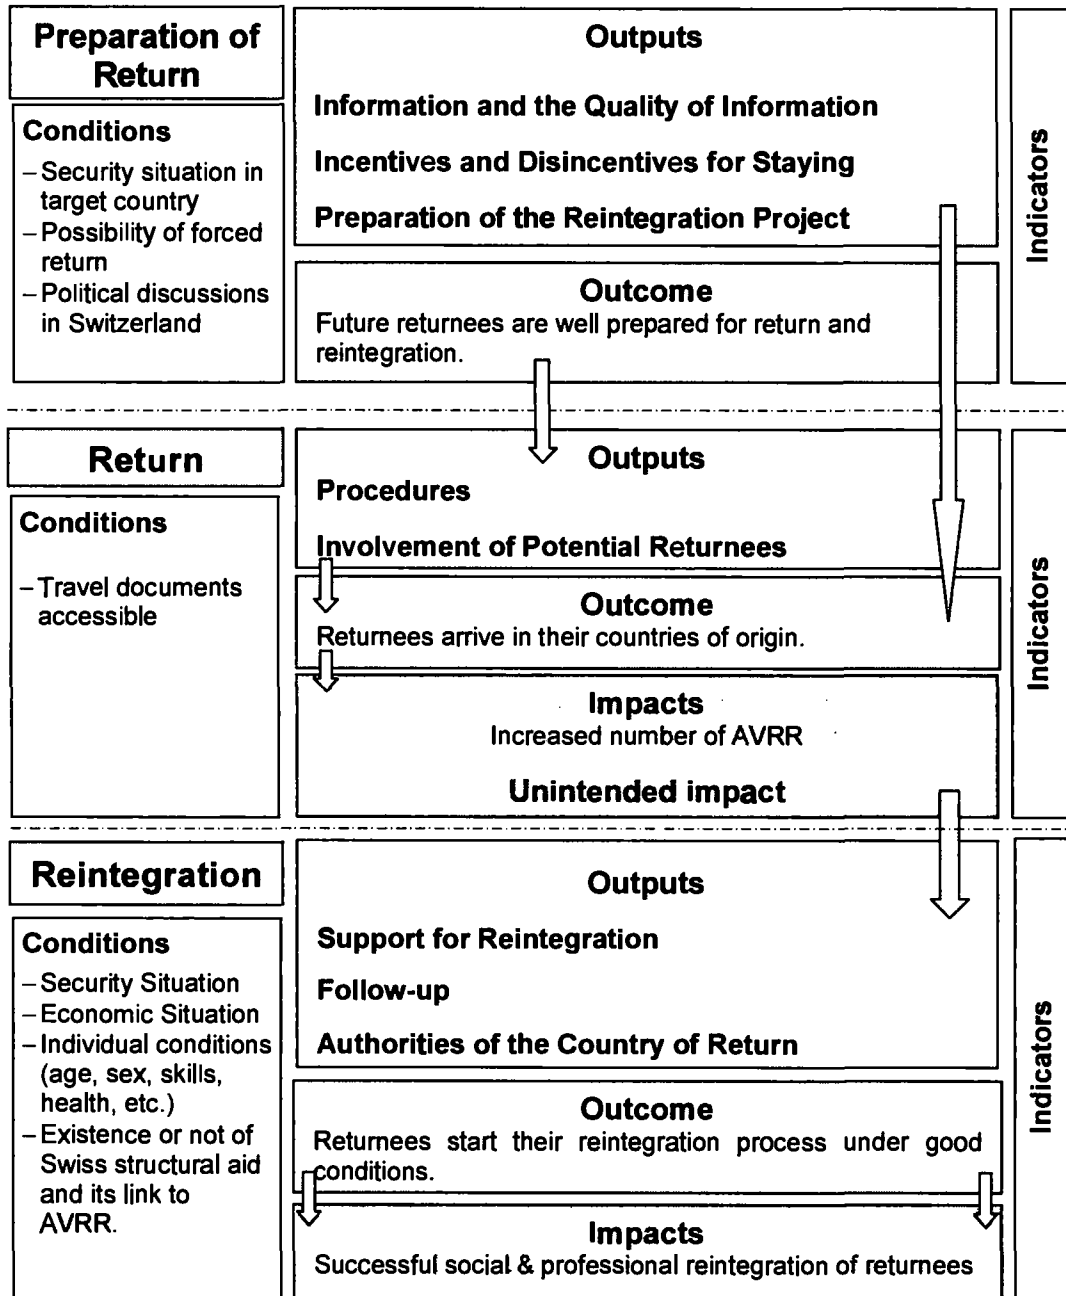 Preparation of
Return
Conditions
– Security situation in
target country
– Possibility of forced
return
– Political discussions
in Switzerland
Outputs
Information and the Quality of Information
Incentives and Disincentives for Staying
Preparation of the Reintegration Project
Outcome
Future returnees are well prepared for return and
reintegration.
Indicators
Return
Conditions
– Travel documents
accessible
Outputs
Procedures
Involvement of Potential Returnees
Outcome
Returnees arrive in their countries of origin.
Impacts
Increased number of AVRR
Unintended impact
Indicators
Reintegration
Conditions
– Security Situation
– Economic Situation
– Individual conditions
(age, sex, skills,
health, etc.)
– Existence or not of
Swiss structural aid
and its link to
AVRR.
Outputs
Support for Reintegration
Follow-up
Authorities of the Country of Return
Outcome
Returnees start their reintegration process under good
conditions.
Impacts
Successful social & professional reintegration of returnees
Indicators